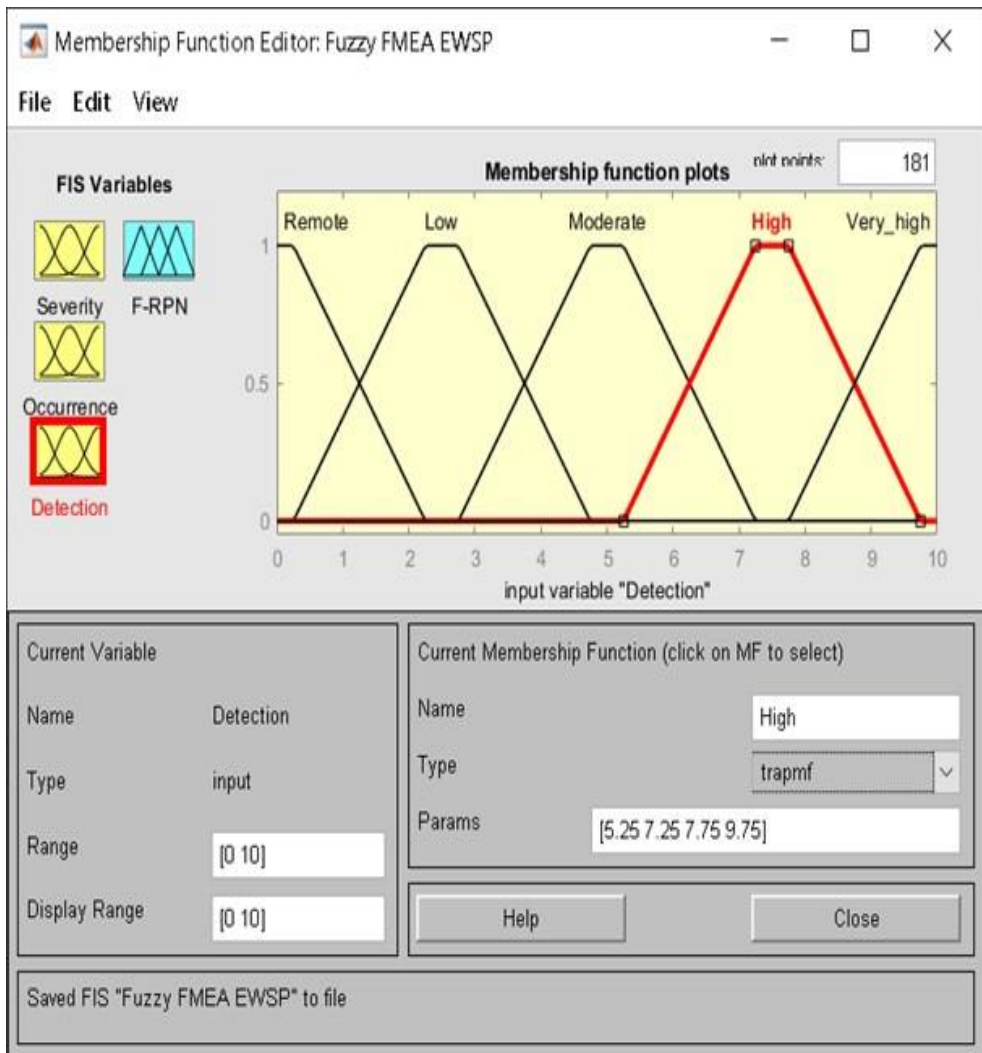 Membership Function Editor: Fuzzy FMEA EWSP
File Edit View
FIS Variables
Severity F-RPN
Occurrence
Detection
Membership function plots
plot points: 181
Remote Low Moderate High Very_high
1
0.5
0
0 1 2 3 4 5 6 7 8 9 10
input variable "Detection"
Current Variable
Name Detection
Type input
Range [0 10]
Display Range [0 10]
Current Membership Function (click on MF to select)
Name High
Type trapmf
Params [5.25 7.25 7.75 9.75]
Help Close
Saved FIS "Fuzzy FMEA EWSP" to file